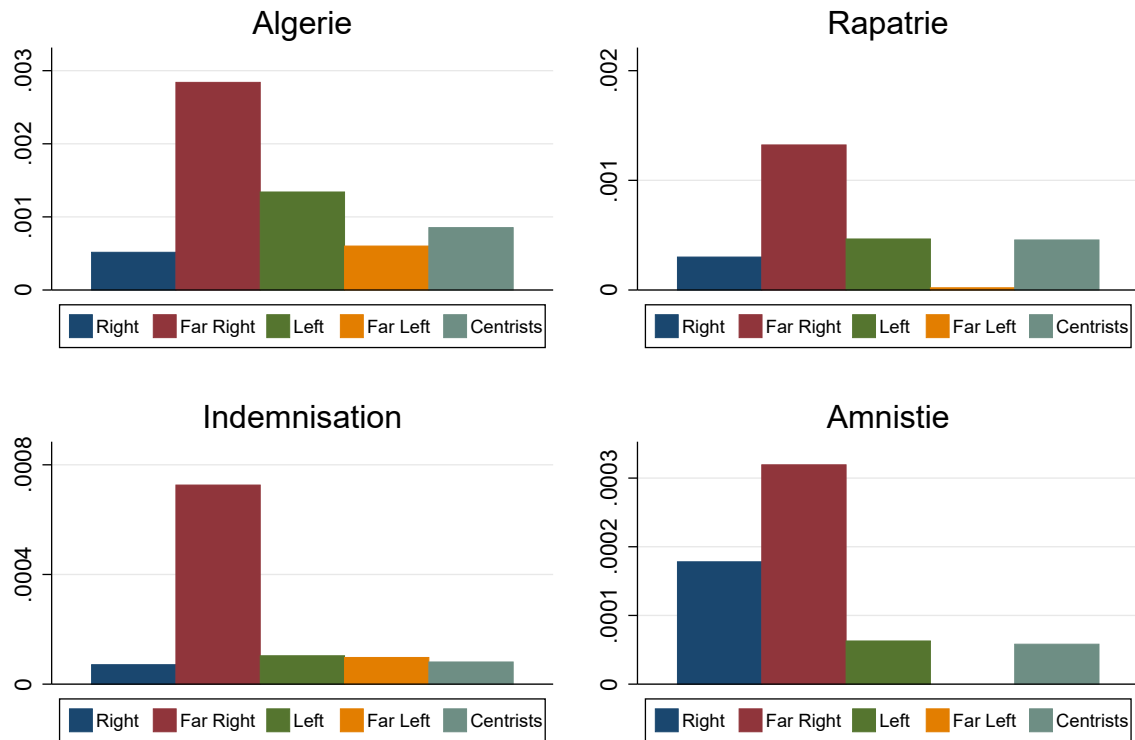 Algerie
.003
.002
.001
0
Right Far Right Left Far Left Centrists
Rapatrie
.002
.001
0
Right Far Right Left Far Left Centrists
Indemnisation
.0008
.0004
0
Right Far Right Left Far Left Centrists
Amnistie
.0003
.0002
.0001
0
Right Far Right Left Far Left Centrists